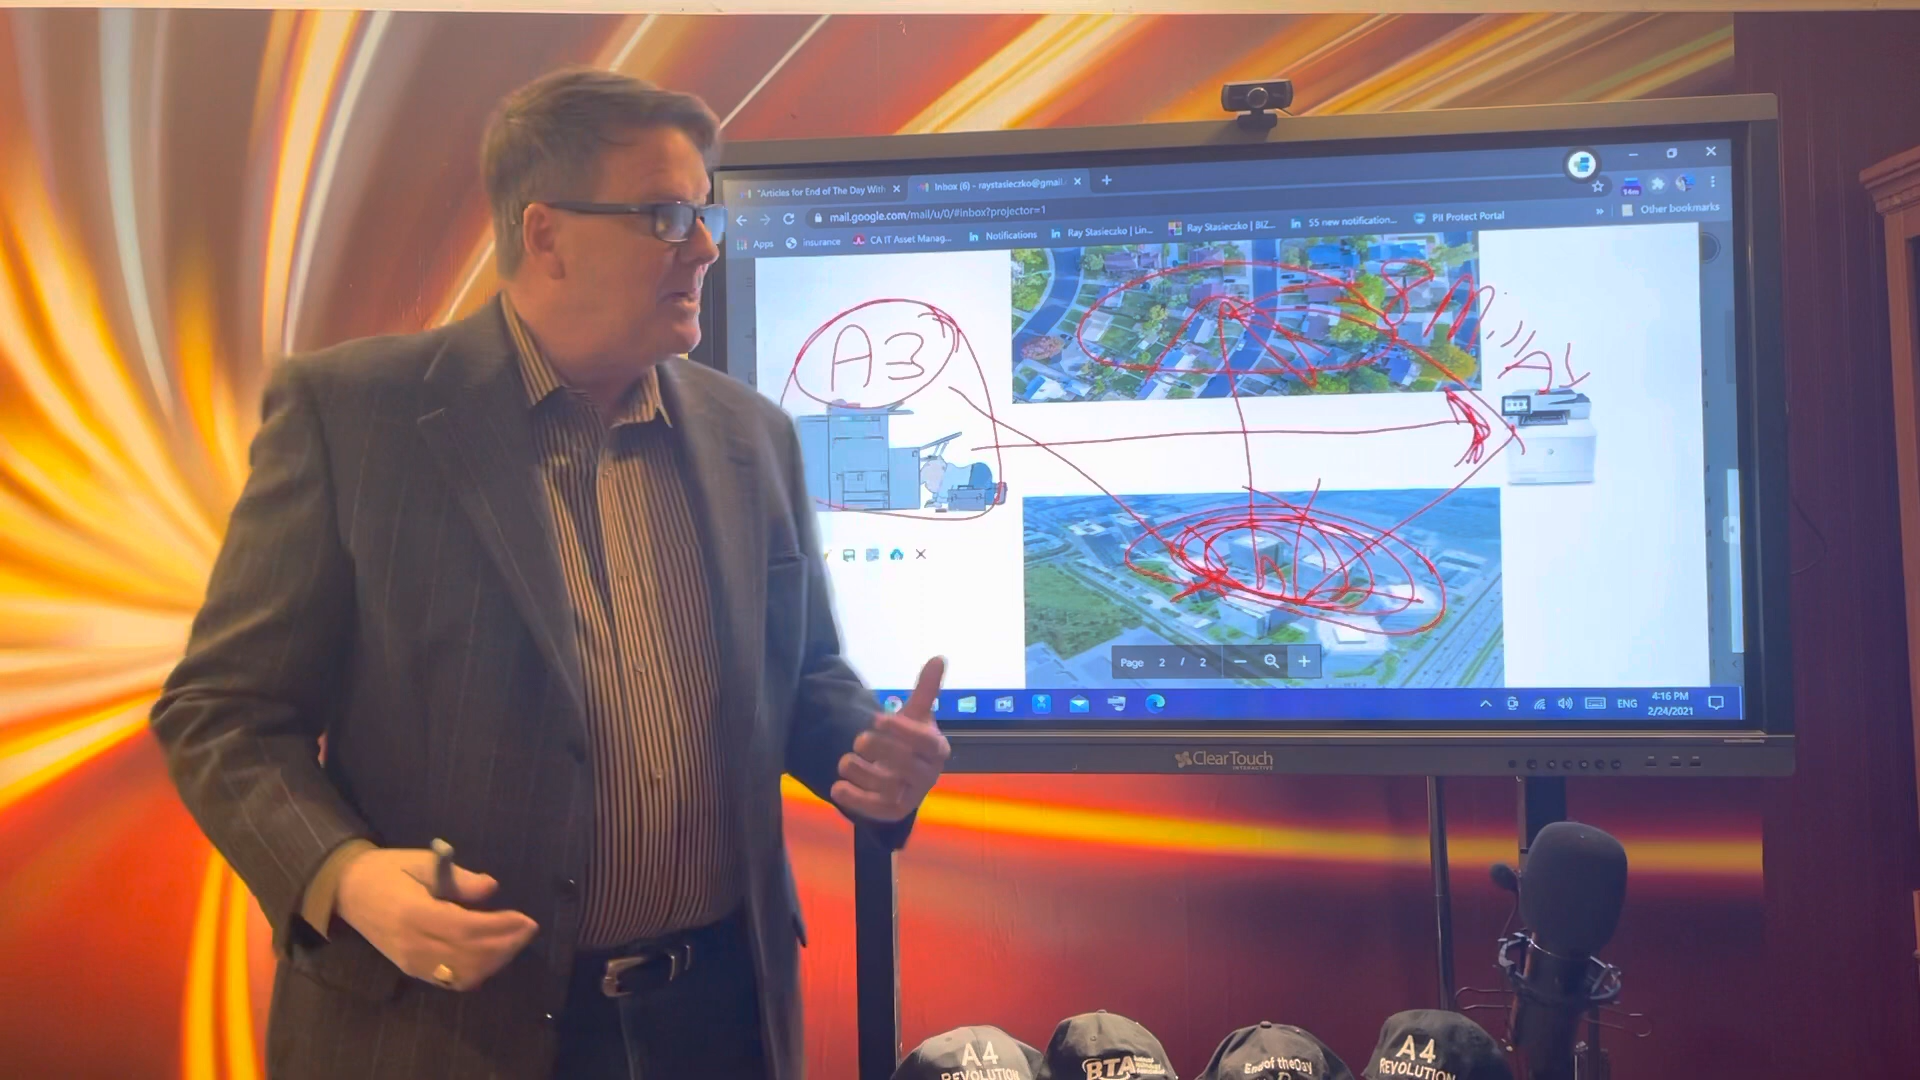 "Articles for End of The Day With
Inbox (6) - raystasieczko@gmail.
mail.google.com/mail/u/0/#inbox?projector=1
Apps
insurance
CA IT Asset Manag...
Notifications
Ray Stasieczko | Lin...
Ray Stasieczko | BIZ...
55 new notification...
PII Protect Portal
Other bookmarks
A3
Page 2 / 2
ENG
4:16 PM
2/24/2021
ClearTouch
INTERACTIVE
A4
REVOLUTION
BTA
End of the Day
A4
REVOLUTION